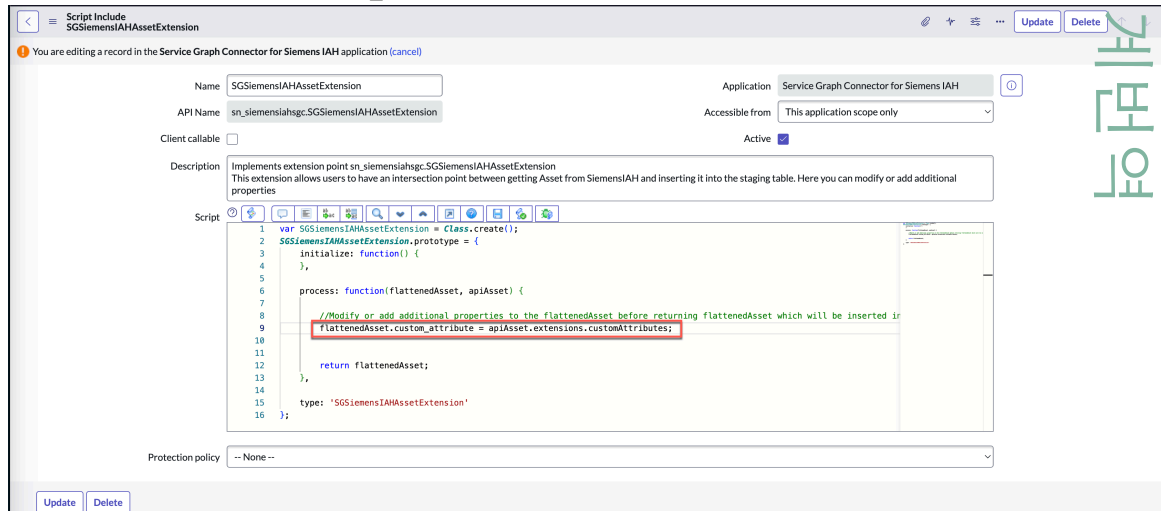 Script Include
SGSiemensIAHAssetExtension
Update
Delete
You are editing a record in the Service Graph Connector for Siemens IAH application (cancel)
Name
SGSiemensIAHAssetExtension
Application
Service Graph Connector for Siemens IAH
API Name
sn_siemensiahsgc.SGSiemensIAHAssetExtension
Accessible from
This application scope only
Client callable
Active
Description
Implements extension point sn_siemensiahsgc.SGSiemensIAHAssetExtension
This extension allows users to have an intersection point between getting Asset from SiemensIAH and inserting it into the staging table. Here you can modify or add additional
properties
Script
1 var SGSiemensIAHAssetExtension = Class.create();
2 SGSiemensIAHAssetExtension.prototype = {
3 initialize: function() {
4 },
5
6 process: function(flattenedAsset, apiAsset) {
7
8 //Modify or add additional properties to the flattenedAsset before returning flattenedAsset which will be inserted in
9 flattenedAsset.custom_attribute = apiAsset.extensions.customAttributes;
10
11
12 return flattenedAsset;
13 },
14
15 type: 'SGSiemensIAHAssetExtension'
16 };
Protection policy
-- None --
Update
Delete
계번역